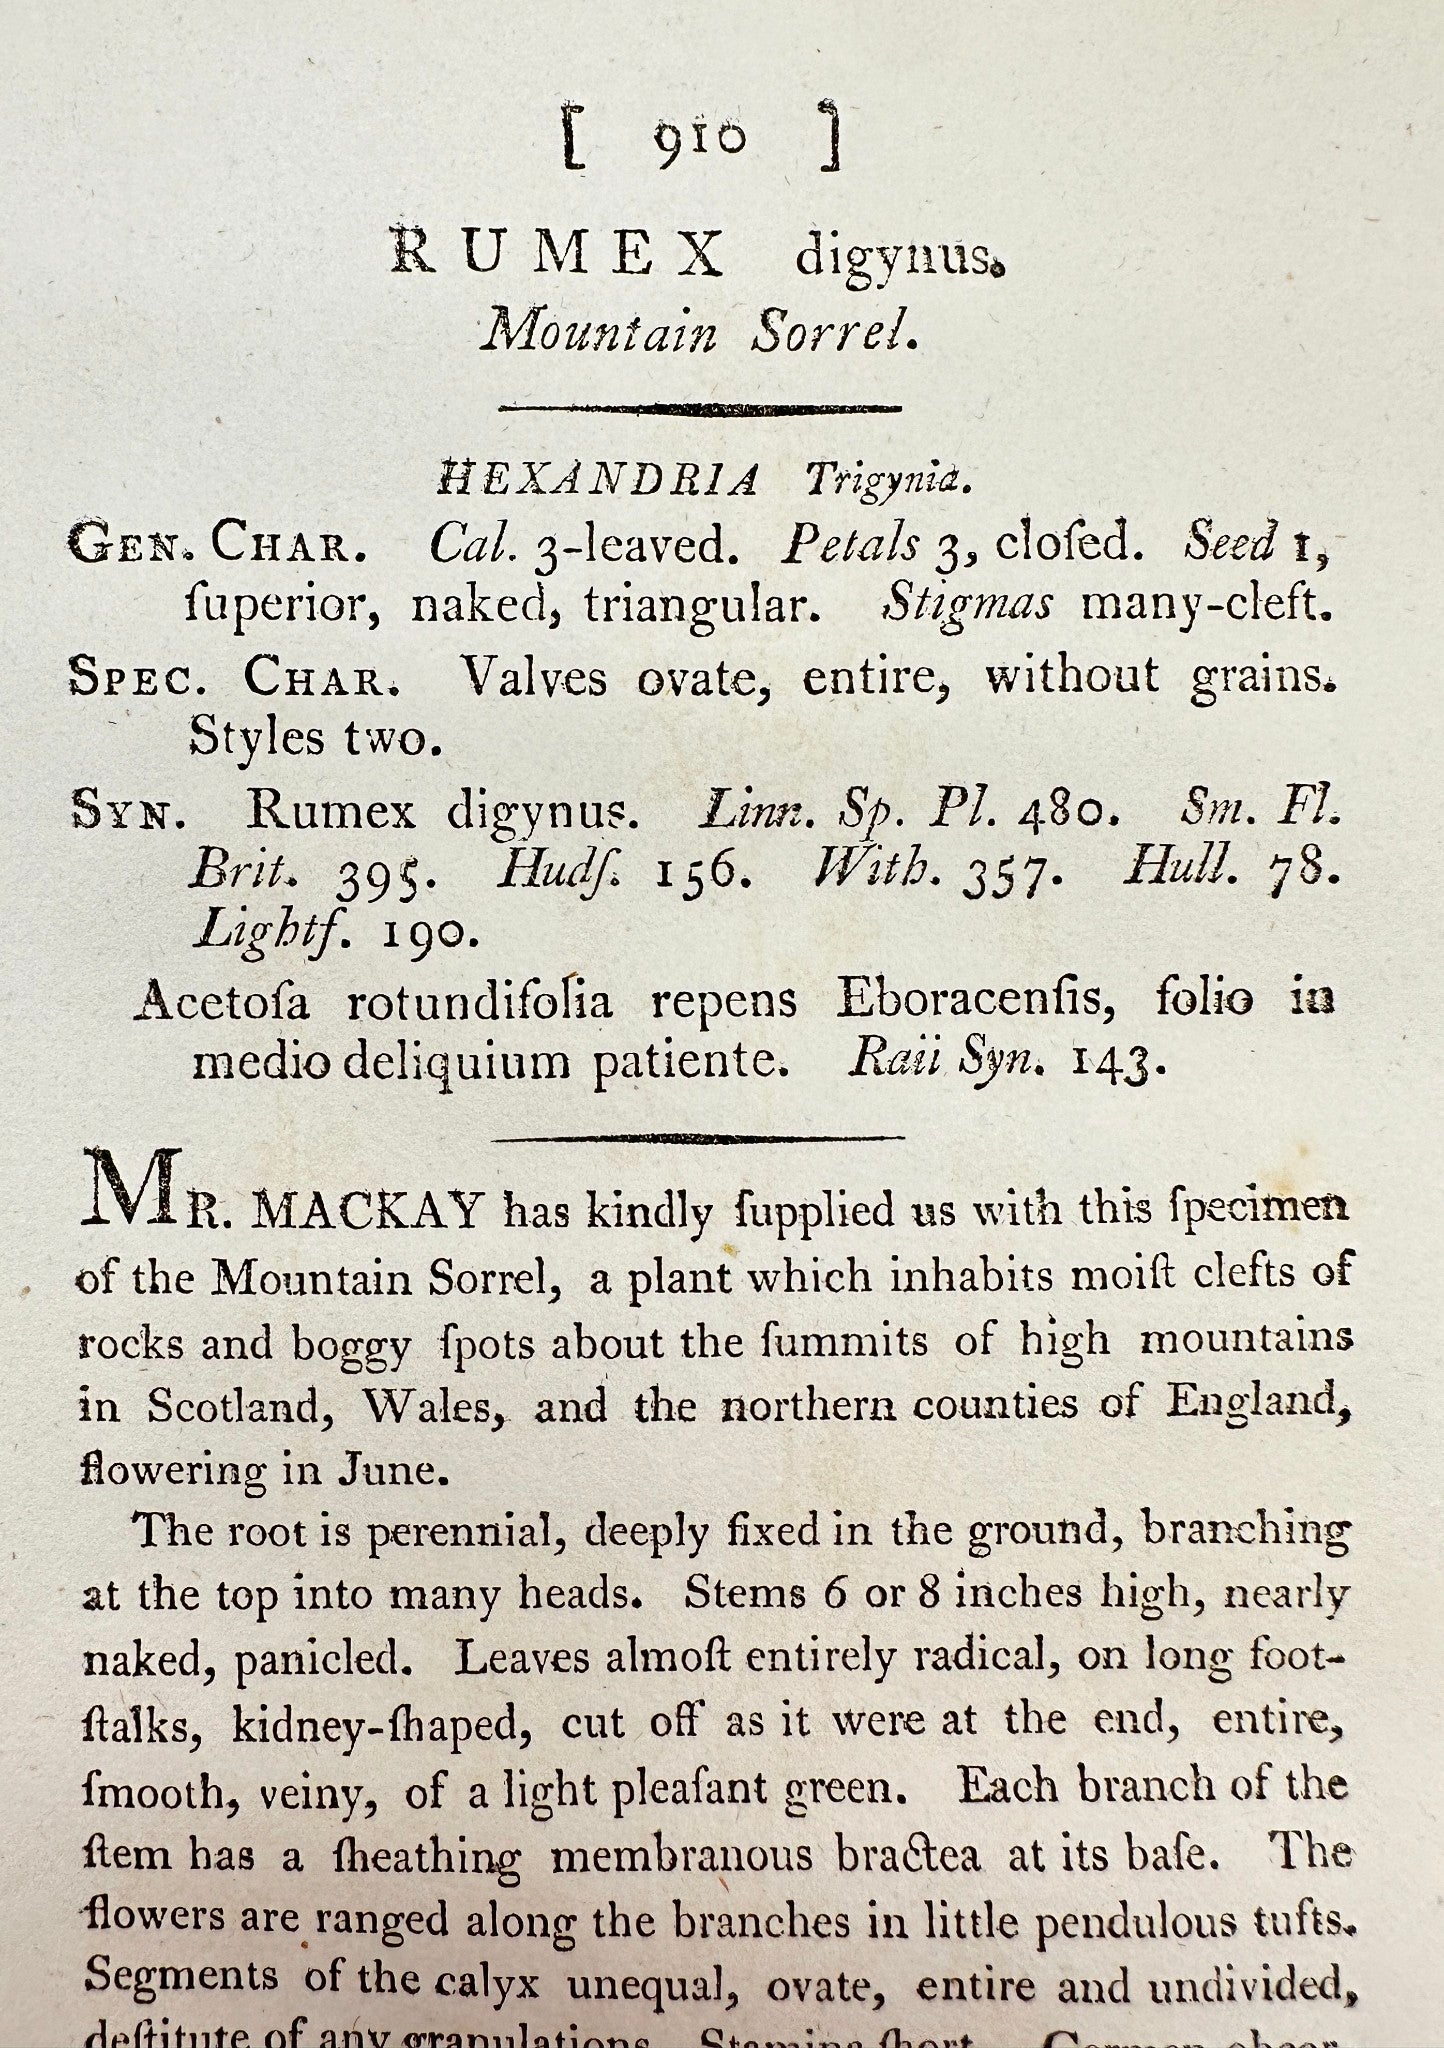 [ 910 ]
RUMEX digynus.
Mountain Sorrel.
HEXANDRIA Trigynia.
GEN. CHAR. Cal. 3-leaved. Petals 3, cloſed. Seed 1,
ſuperior, naked, triangular. Stigmas many-cleft.
SPEC. CHAR. Valves ovate, entire, without grains.
Styles two.
SYN. Rumex digynus. Linn. Sp. Pl. 480. Sm. Fl.
Brit. 395. Hudſ. 156. With. 357. Hull. 78.
Lightf. 190.
Acetoſa rotundifolia repens Eboracenſis, folio in
medio deliquium patiente. Raii Syn. 143.
MR. MACKAY has kindly ſupplied us with this ſpecimen
of the Mountain Sorrel, a plant which inhabits moiſt clefts of
rocks and boggy ſpots about the ſummits of high mountains
in Scotland, Wales, and the northern counties of England,
flowering in June.
The root is perennial, deeply fixed in the ground, branching
at the top into many heads. Stems 6 or 8 inches high, nearly
naked, panicled. Leaves almoſt entirely radical, on long foot-
ſtalks, kidney-ſhaped, cut off as it were at the end, entire,
ſmooth, veiny, of a light pleaſant green. Each branch of the
ſtem has a ſheathing membranous bractea at its baſe. The
flowers are ranged along the branches in little pendulous tufts.
Segments of the calyx unequal, ovate, entire and undivided,
deſtitute of any granulations. Stamina ſhort. Germen obcor-